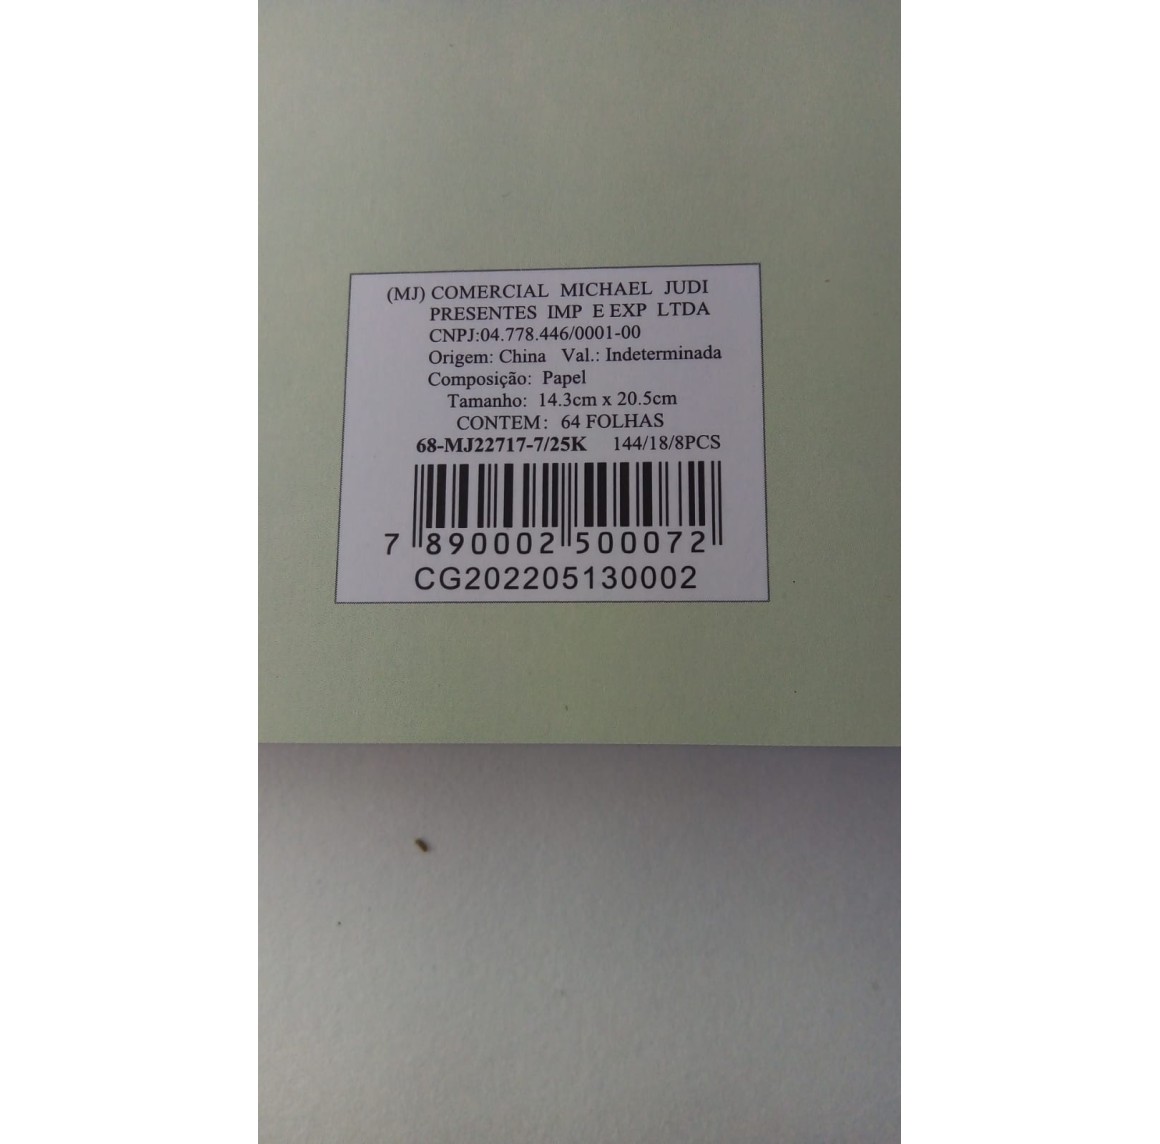 (MJ) COMERCIAL MICHAEL JUDI
PRESENTES IMP E EXP LTDA
CNPJ:04.778.446/0001-00
Origem: China Val.: Indeterminada
Composição: Papel
Tamanho: 14.3cm x 20.5cm
CONTEM: 64 FOLHAS
68-MJ22717-7/25K 144/18/8PCS
7 890002 500072
CG202205130002